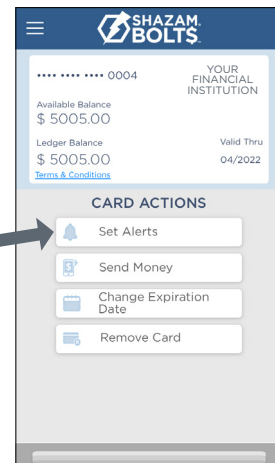 SHAZAM.
BOLT$.
•••• •••• •••• 0004
YOUR
FINANCIAL
INSTITUTION
Available Balance
$ 5005.00
Ledger Balance
Valid Thru
$ 5005.00
04/2022
Terms & Conditions
CARD ACTIONS
Set Alerts
Send Money
Change Expiration
Date
Remove Card